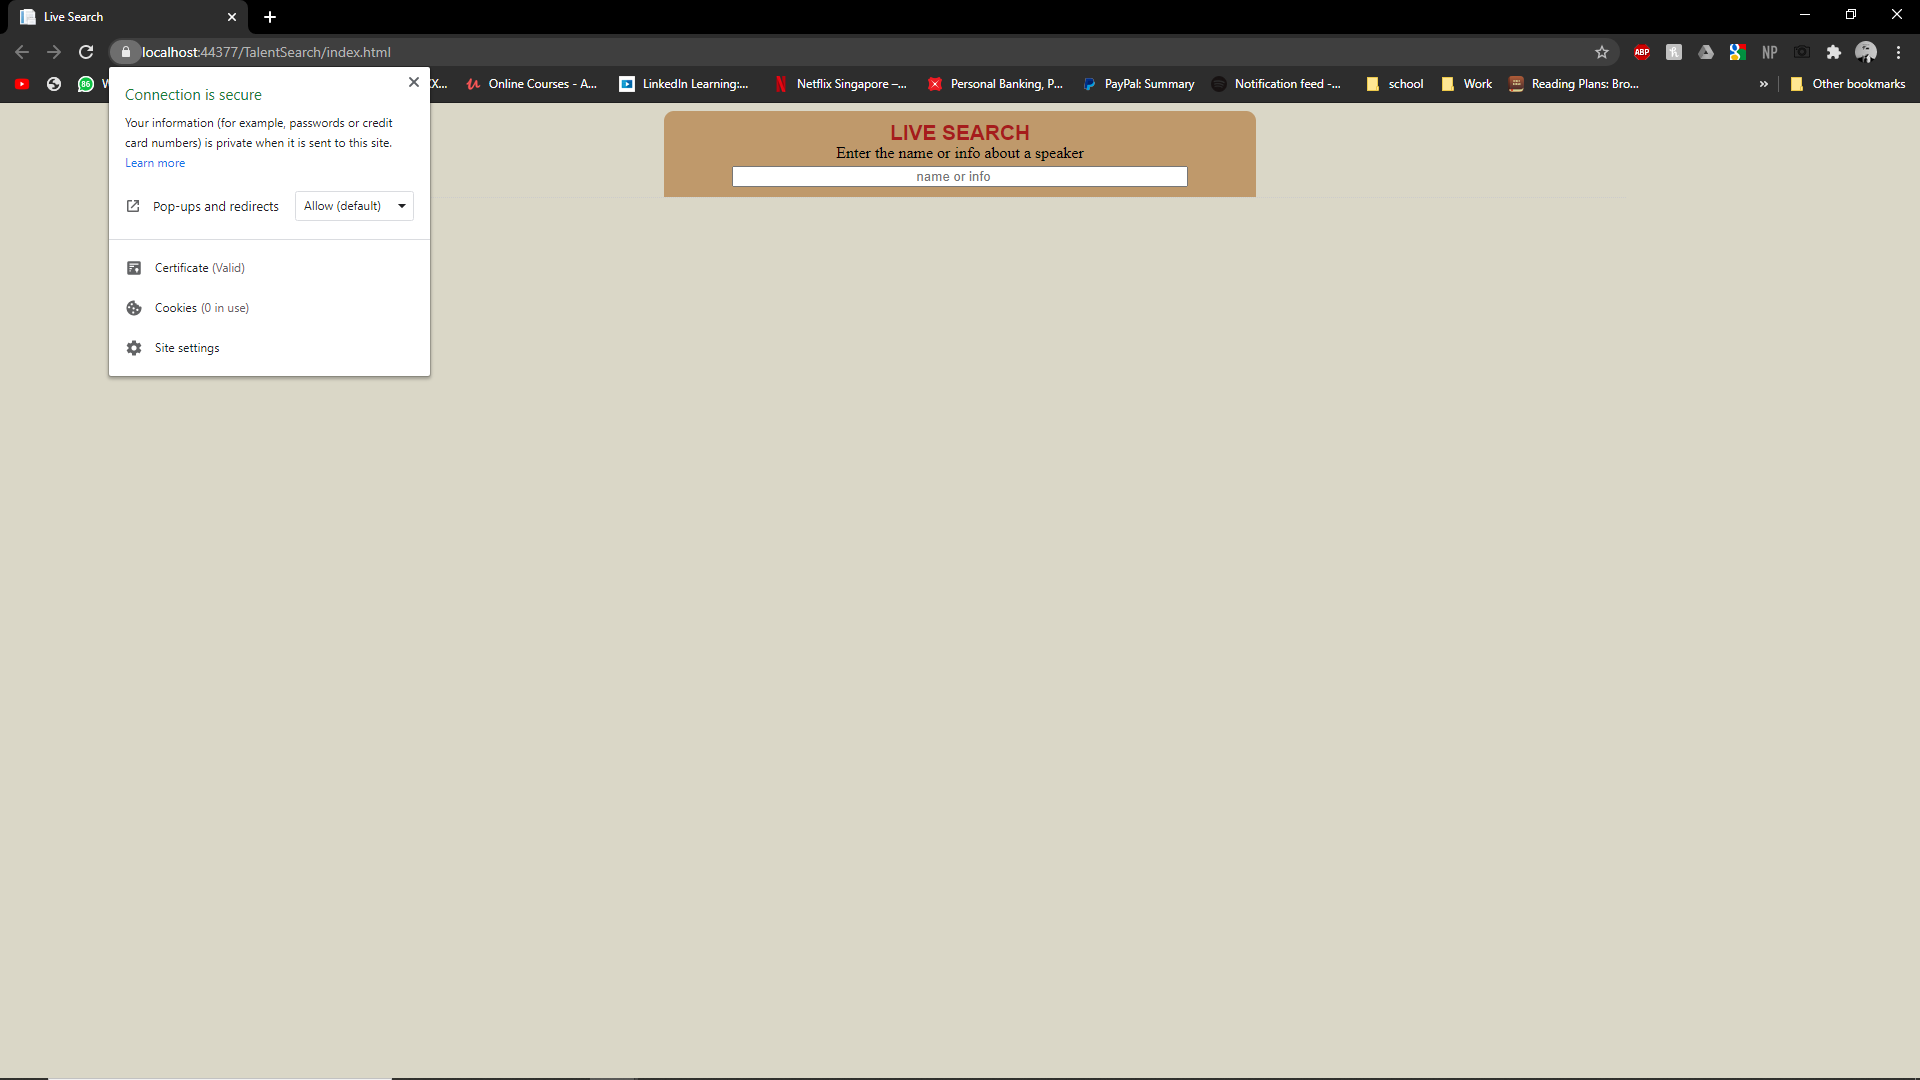 Live Search
localhost:44377/TalentSearch/index.html
ABP
NP
86
W
X...
Online Courses - A...
LinkedIn Learning:...
Netflix Singapore –...
Personal Banking, P...
PayPal: Summary
Notification feed -...
school
Work
Reading Plans: Bro...
»
Other bookmarks
Connection is secure
Your information (for example, passwords or credit
card numbers) is private when it is sent to this site.
Learn more
Pop-ups and redirects
Allow (default)
Certificate (Valid)
Cookies (0 in use)
Site settings
LIVE SEARCH
Enter the name or info about a speaker
name or info